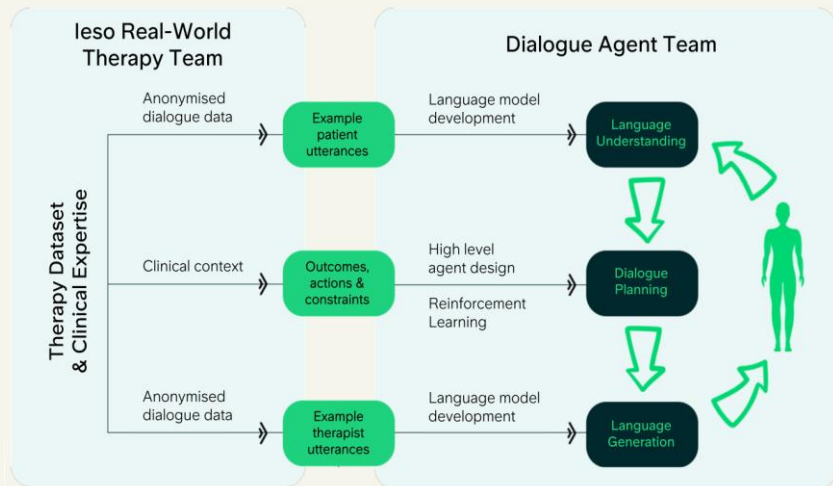 Ieso Real-World
Therapy Team
Dialogue Agent Team
Therapy Dataset
& Clinical Expertise
Anonymised
dialogue data
Example
patient
utterances
Language model
development
Language
Understanding
Clinical context
Outcomes,
actions &
constraints
High level
agent design
Reinforcement
Learning
Dialogue
Planning
Anonymised
dialogue data
Example
therapist
utterances
Language model
development
Language
Generation